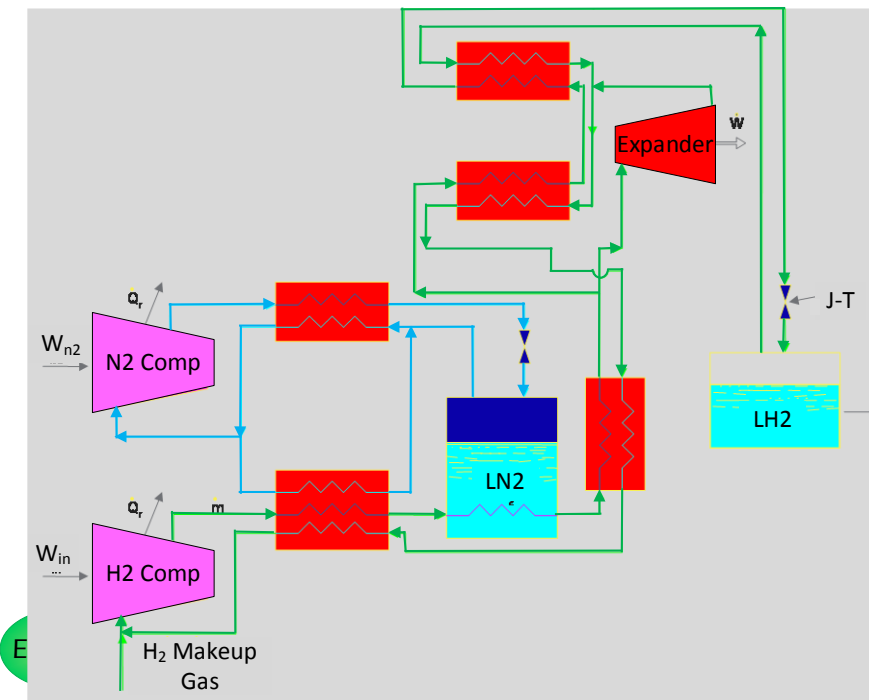 Ẇ
Expander
Q̇r
J-T
Wn2
N2 Comp
LH2
LN2
Q̇r
ṁ
Win
H2 Comp
E
H2 Makeup
Gas